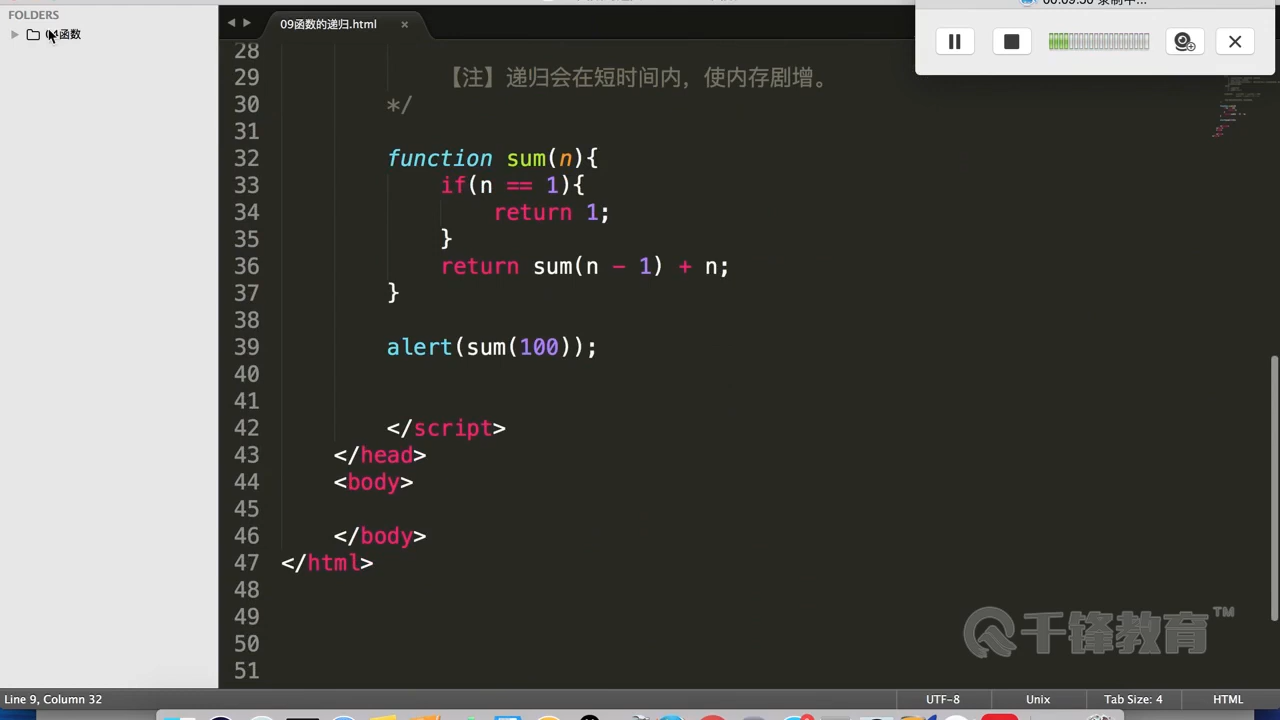 FOLDERS
函数
09函数的递归.html
×
28
29 【注】递归会在短时间内，使内存剧增。
30 */
31
32 function sum(n){
33 if(n == 1){
34 return 1;
35 }
36 return sum(n - 1) + n;
37 }
38
39 alert(sum(100));
40
41
42 </script>
43 </head>
44 <body>
45
46 </body>
47 </html>
48
49
50
51
千锋教育™
Line 9, Column 32
UTF-8
Unix
Tab Size: 4
HTML